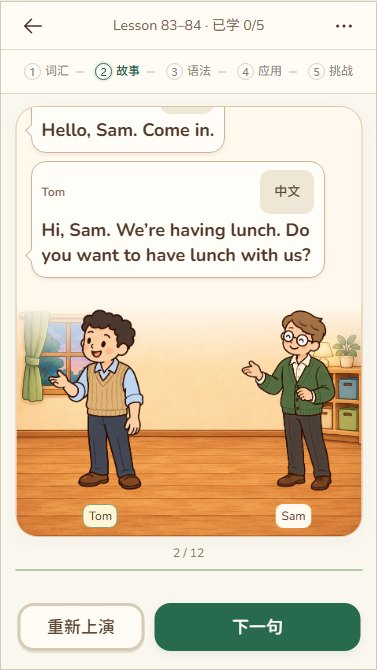 Lesson 83–84 · 已学 0/5
1 词汇 2 故事 3 语法 4 应用 5 挑战
Hello, Sam. Come in.
Tom
中文
Hi, Sam. We’re having lunch. Do
you want to have lunch with us?
Tom
Sam
2 / 12
重新上演
下一句